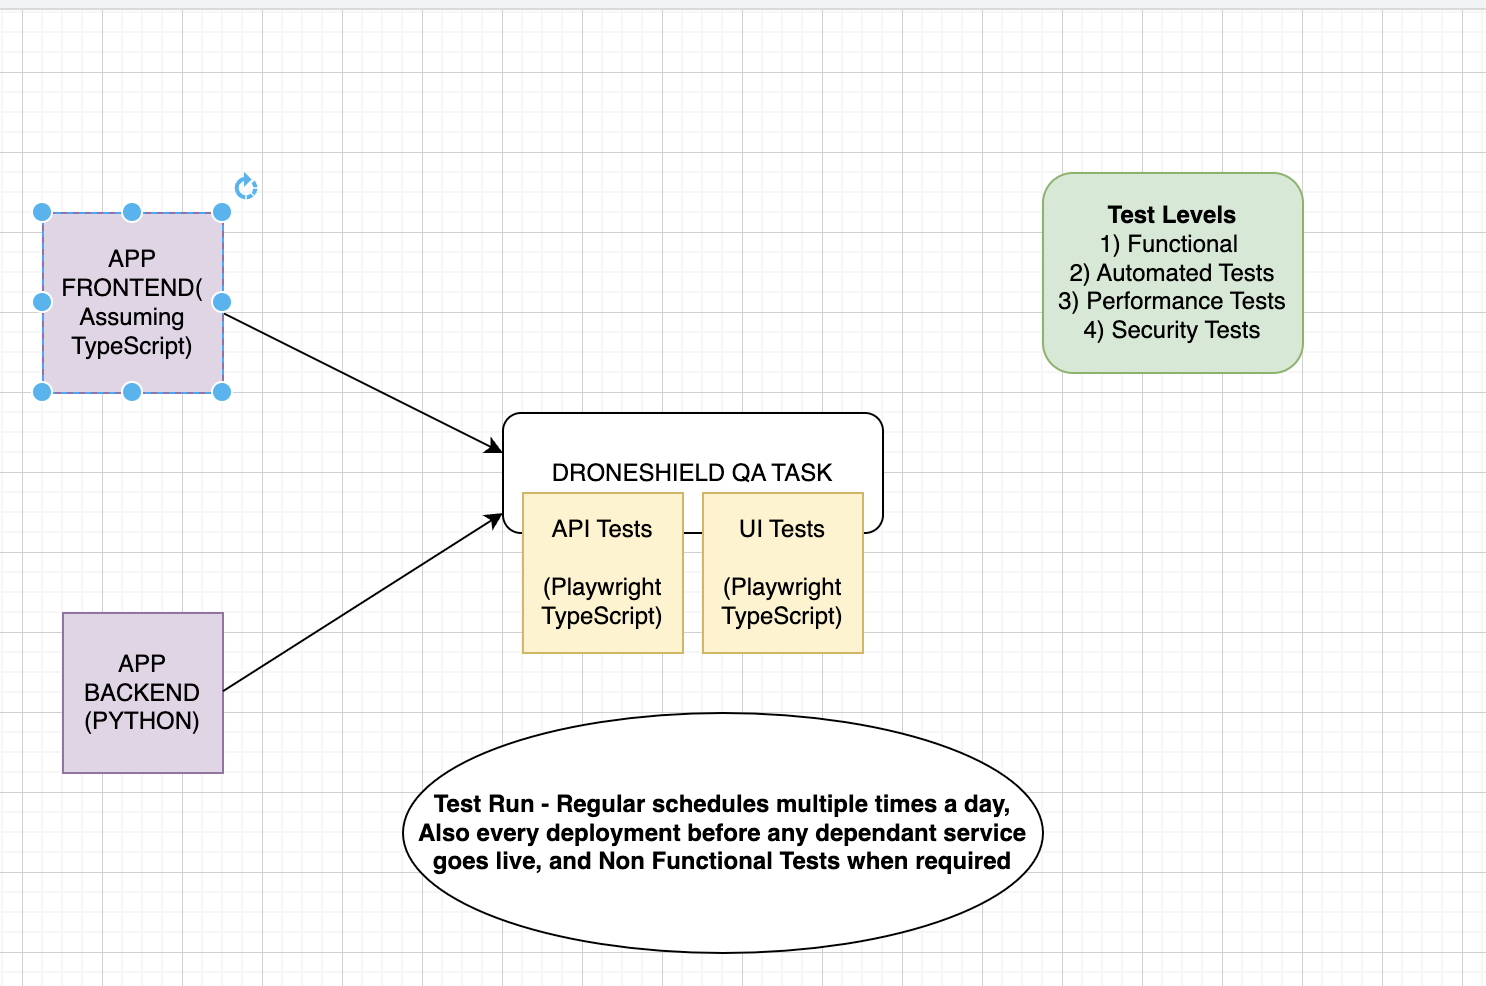 APP
FRONTEND(
Assuming
TypeScript)
Test Levels
1) Functional
2) Automated Tests
3) Performance Tests
4) Security Tests
DRONESHIELD QA TASK
API Tests
(Playwright
TypeScript)
UI Tests
(Playwright
TypeScript)
APP
BACKEND
(PYTHON)
Test Run - Regular schedules multiple times a day,
Also every deployment before any dependant service
goes live, and Non Functional Tests when required